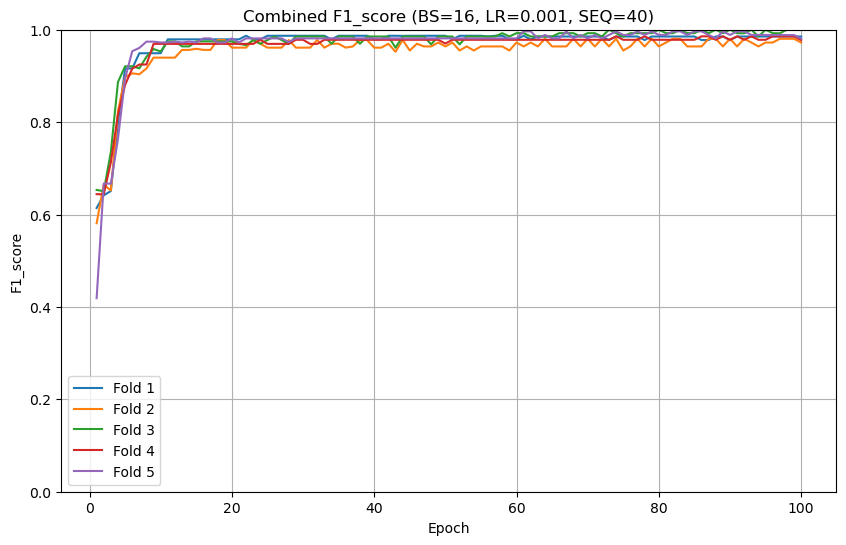 Combined F1_score (BS=16, LR=0.001, SEQ=40)
1.0
0.8
0.6
0.4
0.2
0.0
F1_score
Fold 1
Fold 2
Fold 3
Fold 4
Fold 5
0 20 40 60 80 100
Epoch